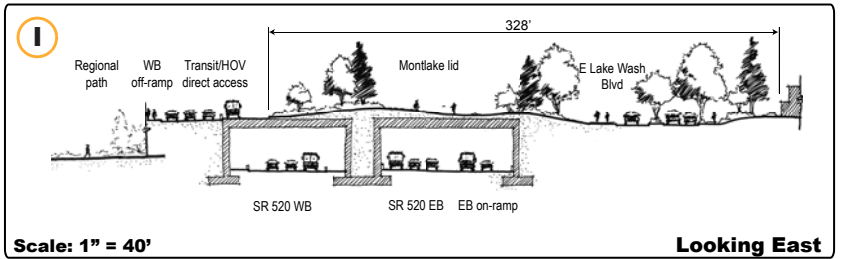 I
328'
Regional
path
WB
off-ramp
Transit/HOV
direct access
Montlake lid
E Lake Wash
Blvd
SR 520 WB
SR 520 EB
EB on-ramp
Scale: 1” = 40’
Looking East